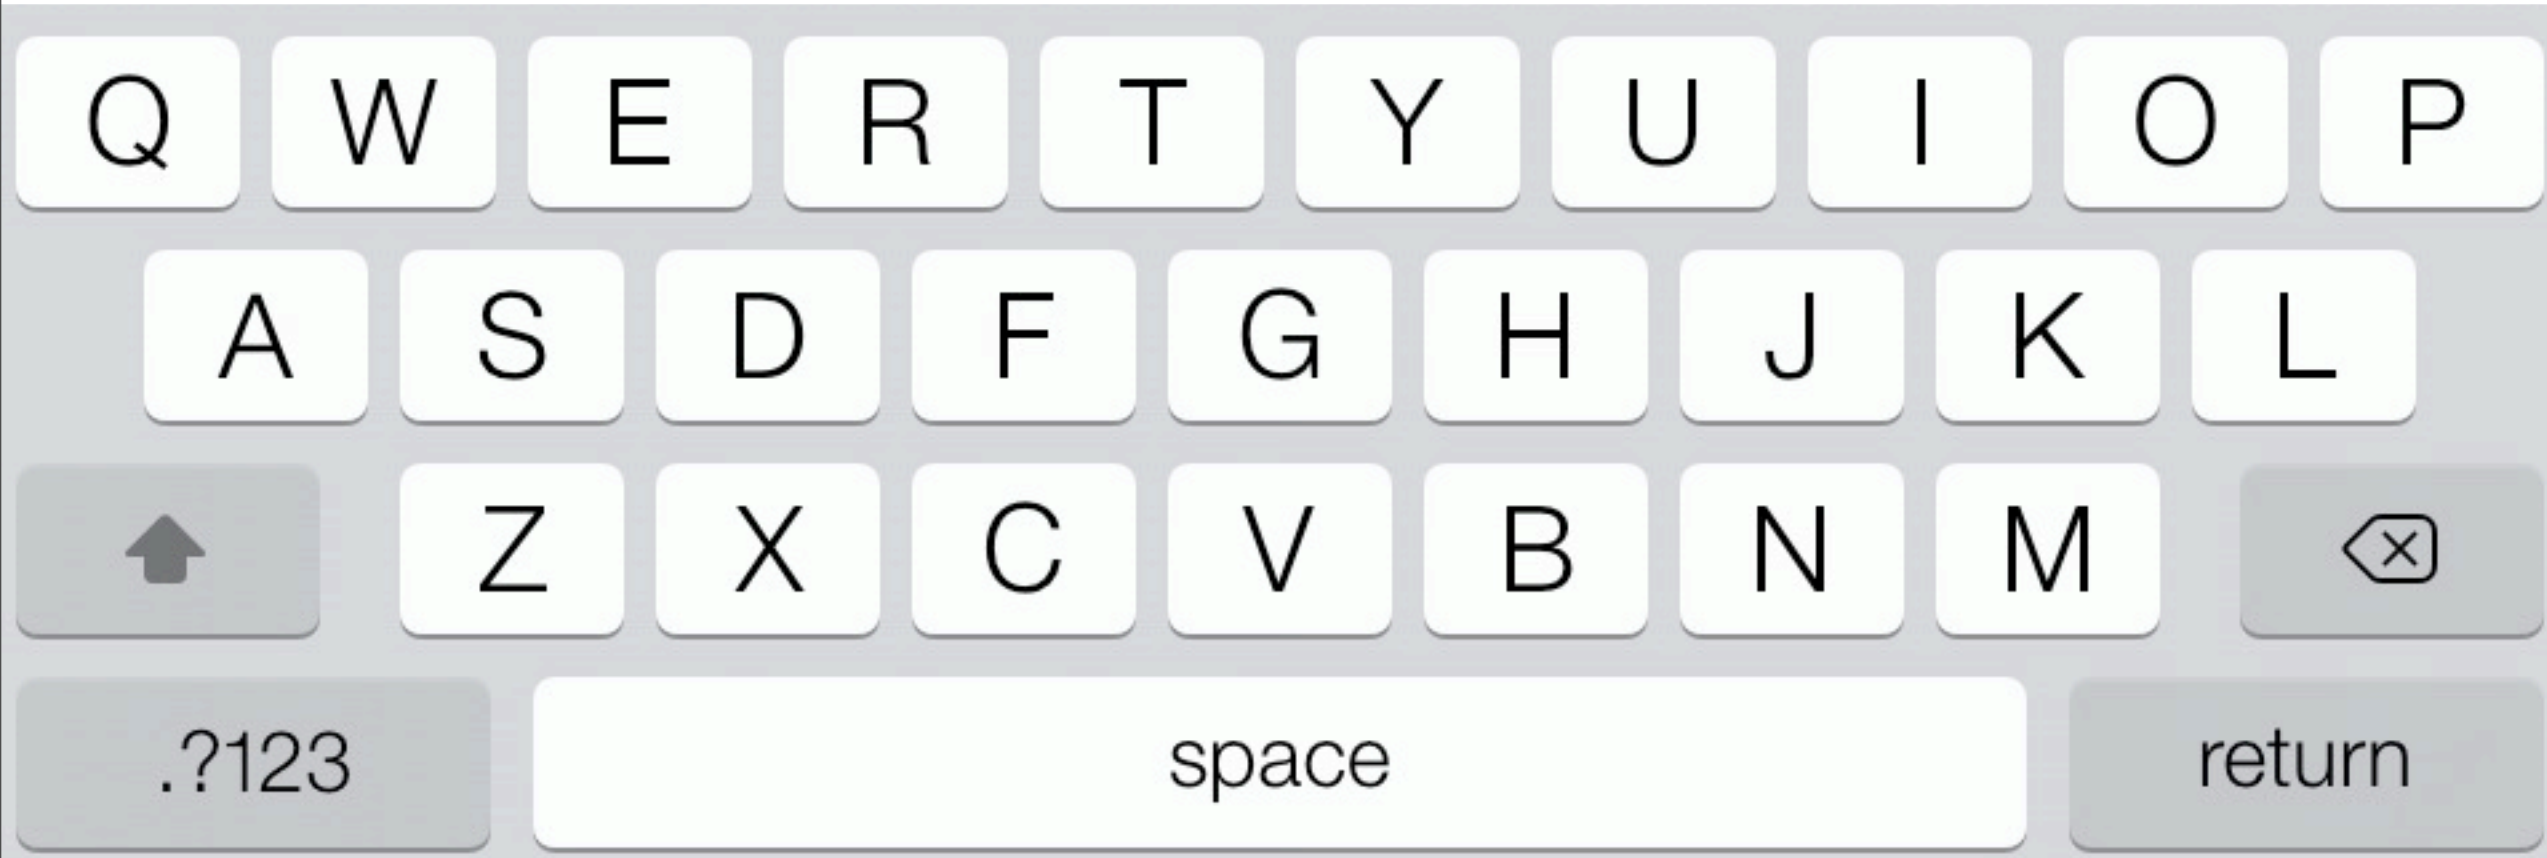 Q W E R T Y U I O P
A S D F G H J K L
Z X C V B N M
.?123 space return